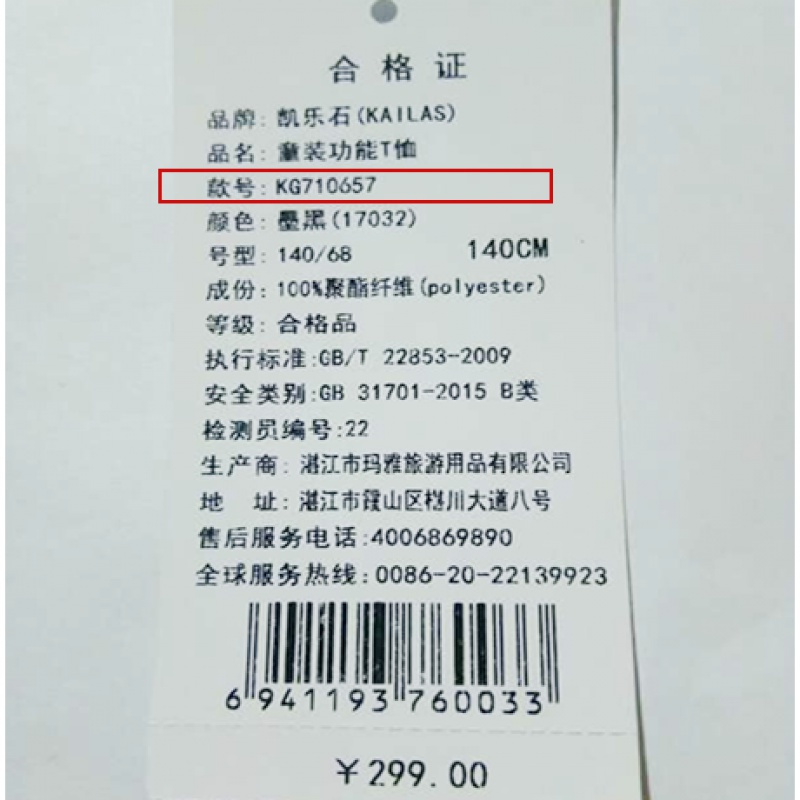 合格证
品牌: 凯乐石(KAILAS)
品名: 童装功能T恤
款号: KG710657
颜色: 墨黑(17032)
号型: 140/68 140CM
成份: 100%聚酯纤维(polyester)
等级: 合格品
执行标准:GB/T 22853-2009
安全类别:GB 31701-2015 B类
检测员编号:22
生产商: 湛江市玛雅旅游用品有限公司
地 址: 湛江市霞山区椹川大道八号
售后服务电话:4006869890
全球服务热线:0086-20-22139923
6 941193 760033
￥299.00